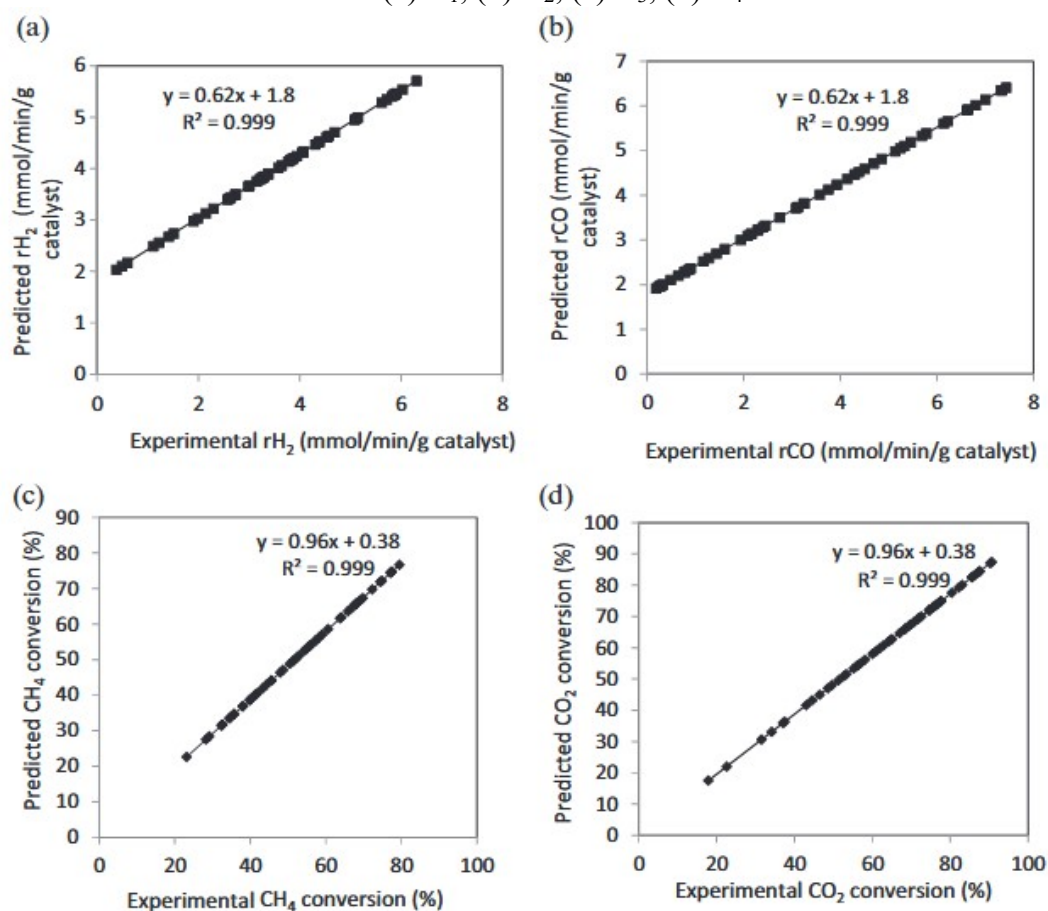 (a)
6
5
4
3
2
1
0
y = 0.62x + 1.8
R² = 0.999
Predicted rH₂ (mmol/min/g
catalyst)
0 2 4 6 8
Experimental rH₂ (mmol/min/g catalyst)
(b)
7
6
5
4
3
2
1
0
y = 0.62x + 1.8
R² = 0.999
Predicted rCO (mmol/min/g
catalyst)
0 2 4 6 8
Experimental rCO (mmol/min/g catalyst)
(c)
90
80
70
60
50
40
30
20
10
0
y = 0.96x + 0.38
R² = 0.999
Predicted CH₄ conversion (%)
0 20 40 60 80 100
Experimental CH₄ conversion (%)
(d)
100
90
80
70
60
50
40
30
20
10
0
y = 0.96x + 0.38
R² = 0.999
Predicted CO₂ conversion (%)
0 20 40 60 80 100
Experimental CO₂ conversion (%)